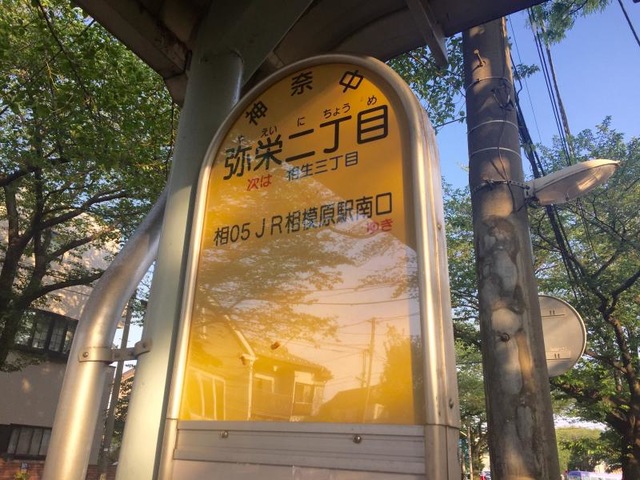 神奈中
やえいにちょうめ
弥栄二丁目
次は 相生三丁目
相05 JR相模原駅南口
ゆき